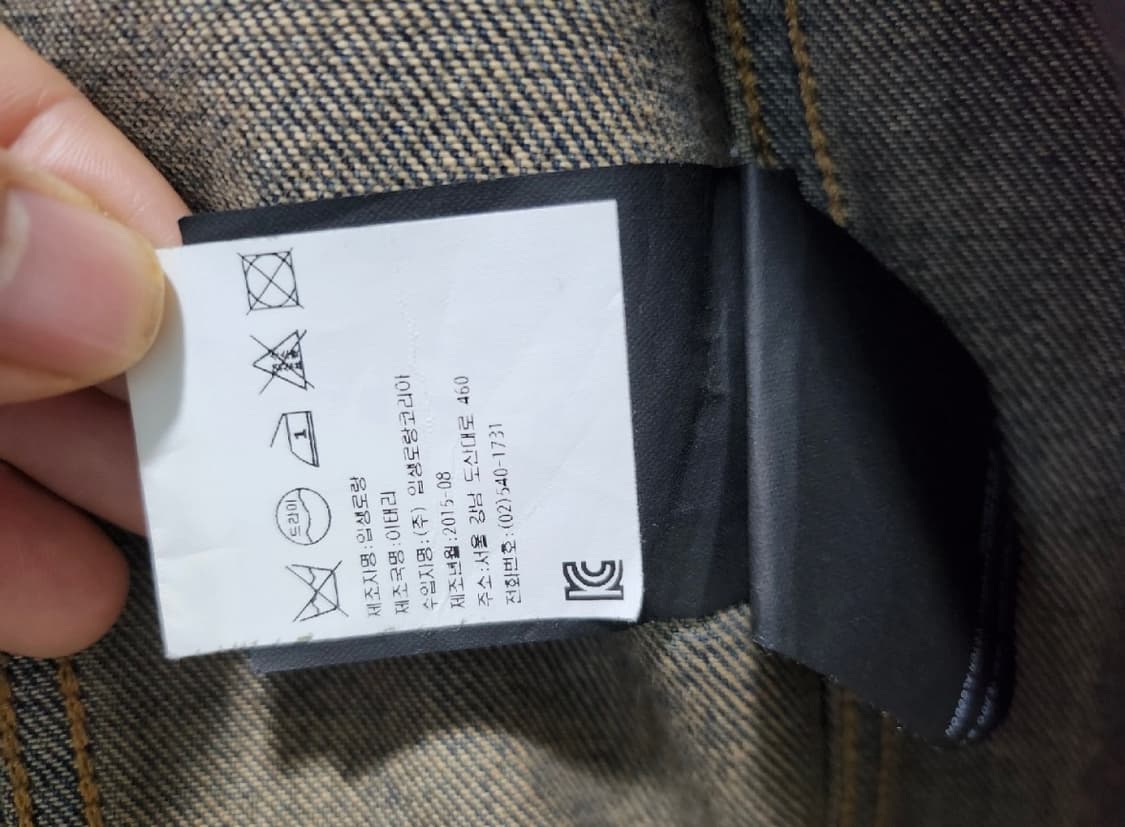 드라이
1
제조자명:입생로랑
제조국명:이태리
수입자명:(주) 입생로랑코리아
제조년월:2015-08
주소:서울 강남 도산대로 460
전화번호:(02)540-1731
KC